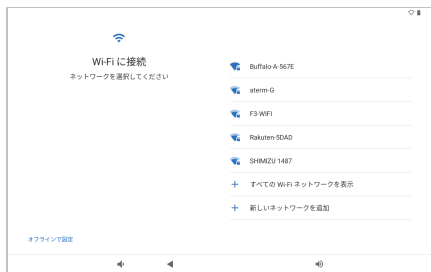 Wi-Fi に接続
ネットワークを選択してください
Buffalo-A-567E
aterm-G
F3-WIFI
Rakuten-5DAD
SHIMIZU 1487
すべての Wi-Fi ネットワークを表示
新しいネットワークを追加
オフラインで設定